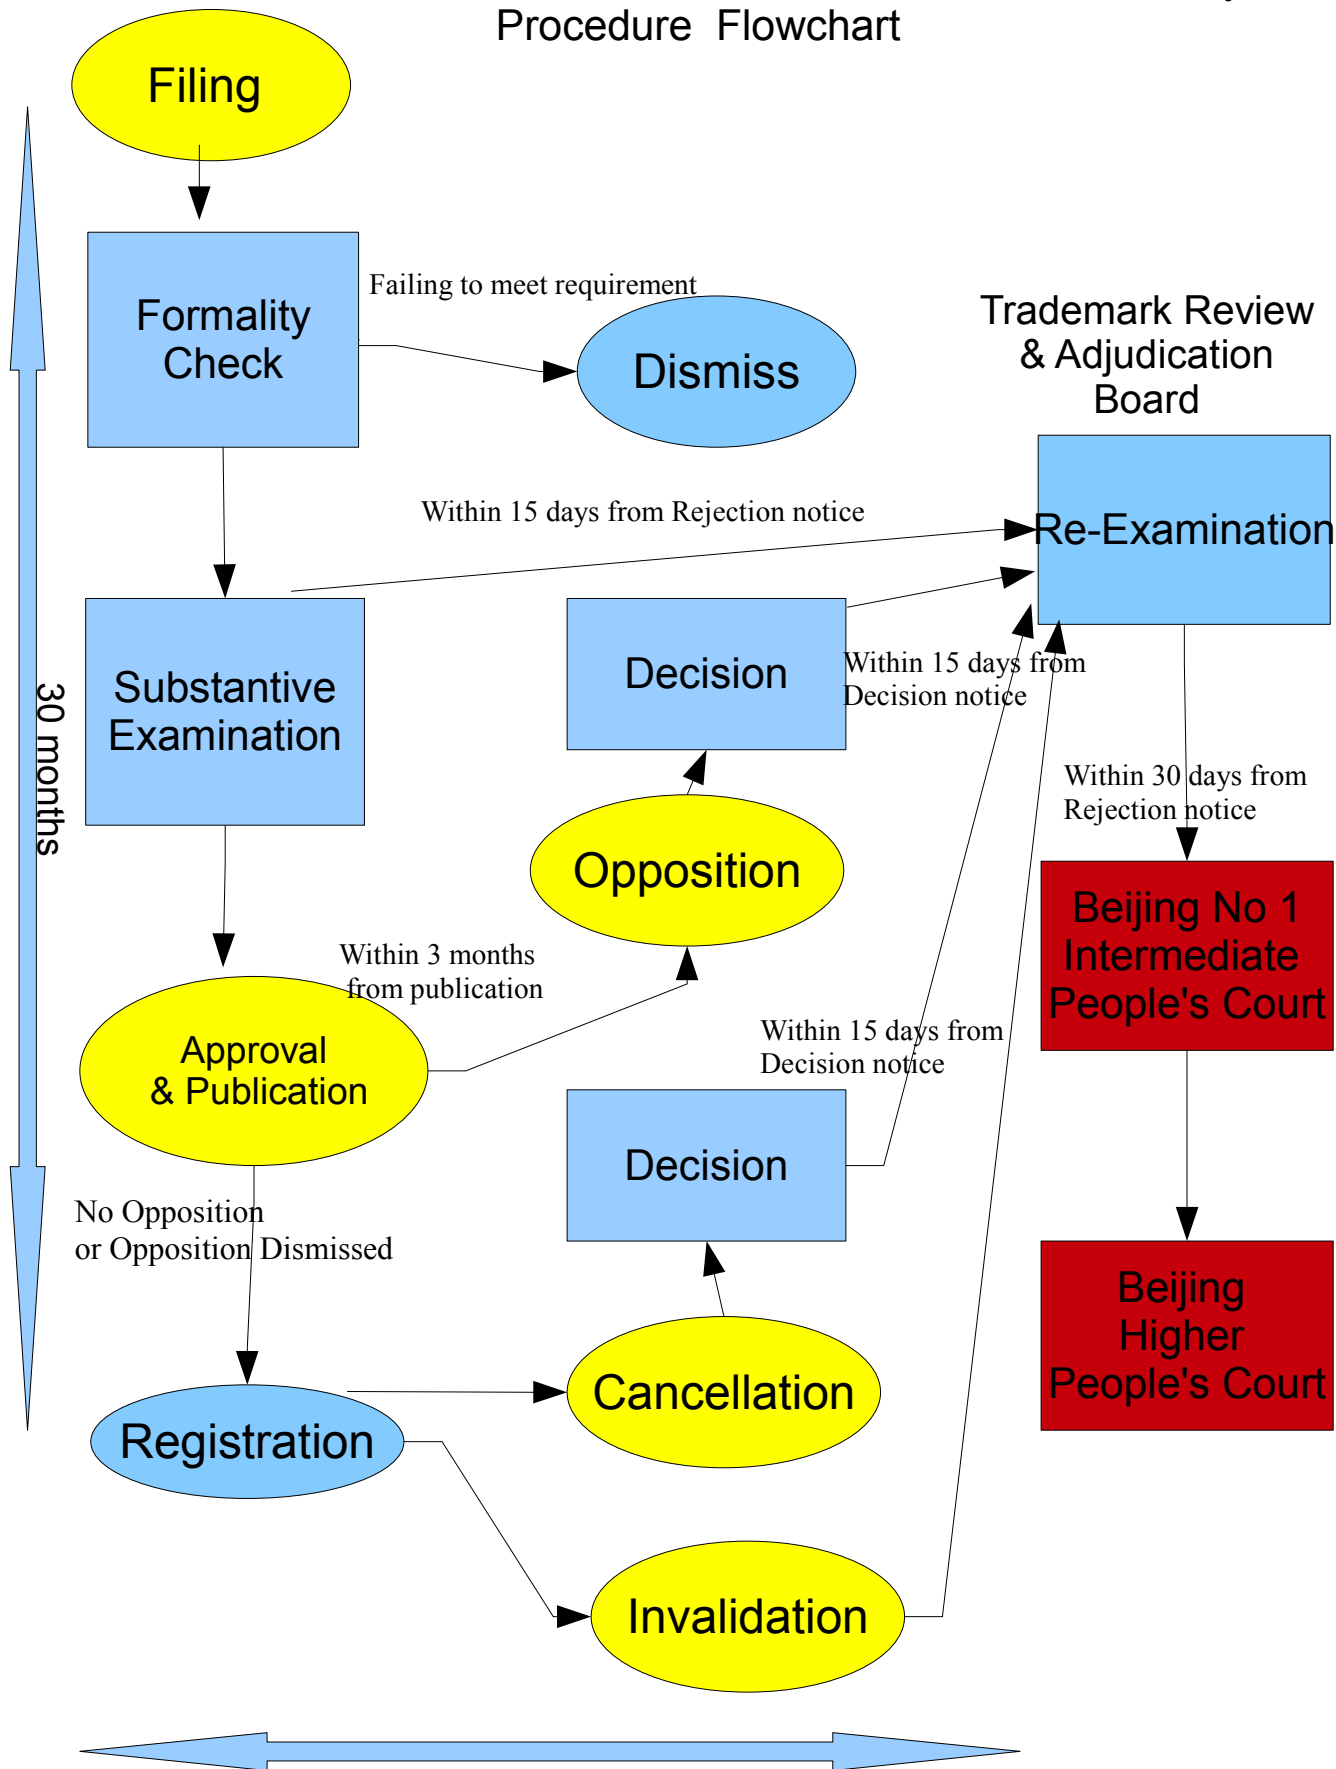 Procedure Flowchart
Filing
Formality
Check
Failing to meet requirement
Dismiss
Trademark Review
& Adjudication
Board
Re-Examination
Within 15 days from Rejection notice
Substantive
Examination
Decision
Within 15 days from
Decision notice
30 months
Within 30 days from
Rejection notice
Opposition
Beijing No 1
Intermediate
People's Court
Within 3 months
from publication
Approval
& Publication
Within 15 days from
Decision notice
Decision
No Opposition
or Opposition Dismissed
Beijing
Higher
People's Court
Cancellation
Registration
Invalidation